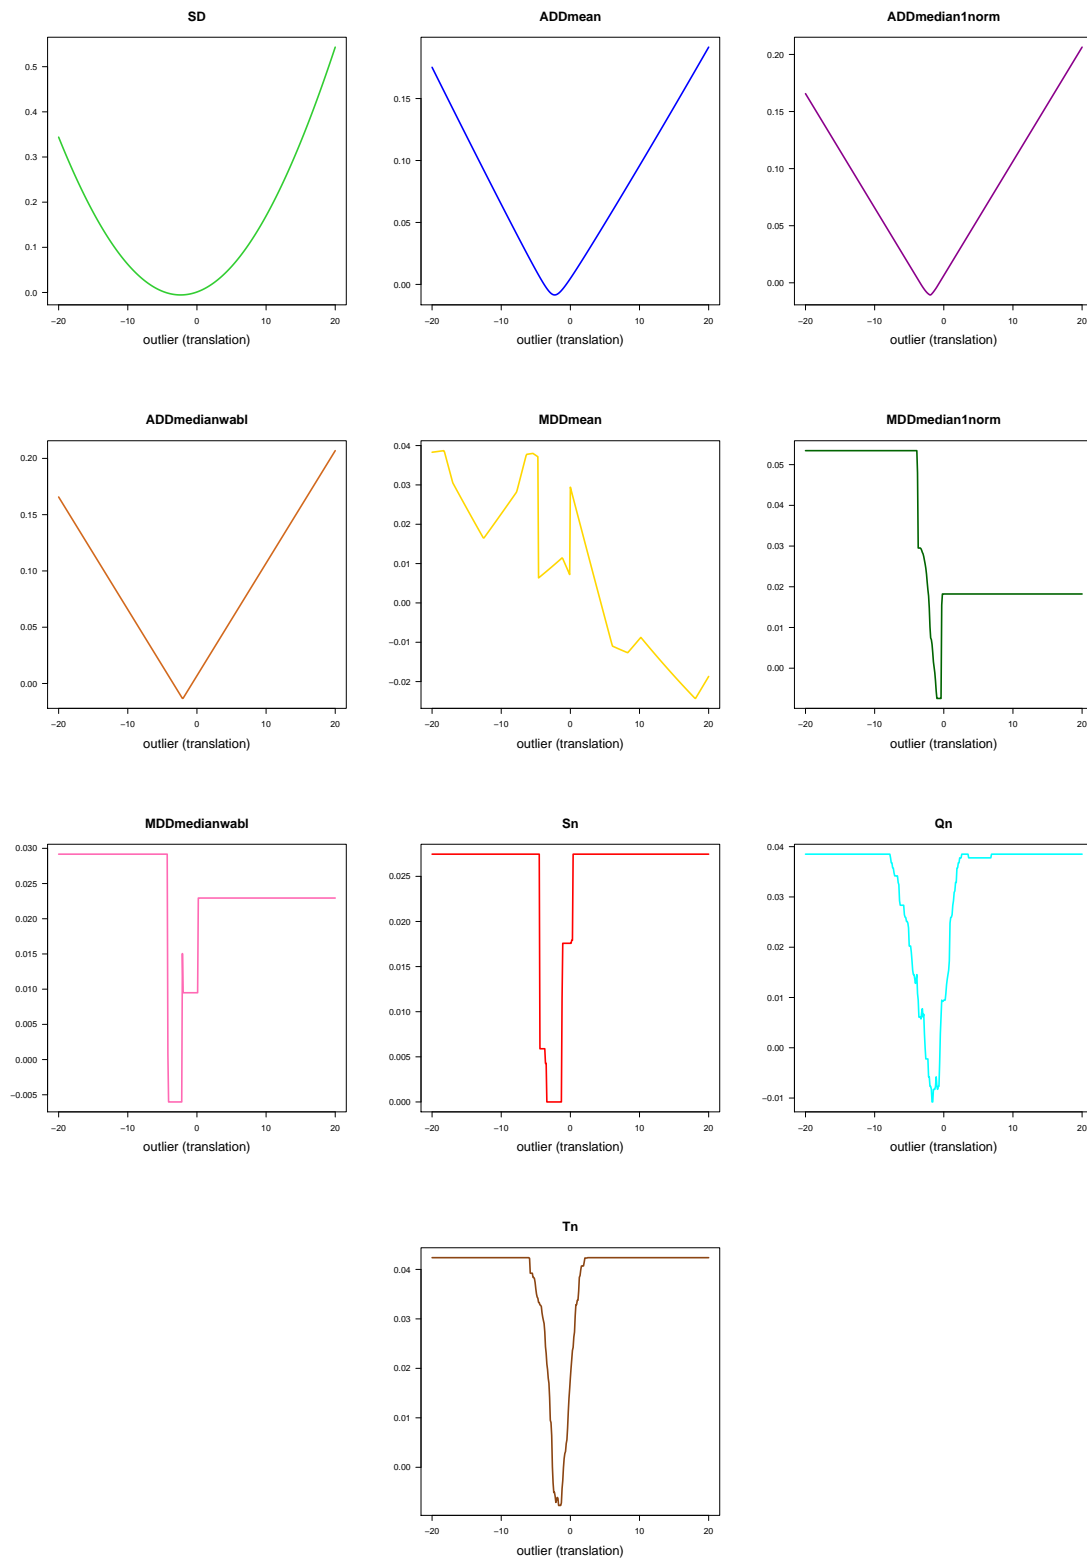 SD
0.5
0.4
0.3
0.2
0.1
0.0
−20 −10 0 10 20
outlier (translation)
ADDmean
0.15
0.10
0.05
0.00
−20 −10 0 10 20
outlier (translation)
ADDmedian1norm
0.20
0.15
0.10
0.05
0.00
−20 −10 0 10 20
outlier (translation)
ADDmedianwabl
0.20
0.15
0.10
0.05
0.00
−20 −10 0 10 20
outlier (translation)
MDDmean
0.04
0.03
0.02
0.01
0.00
−0.01
−0.02
−20 −10 0 10 20
outlier (translation)
MDDmedian1norm
0.05
0.04
0.03
0.02
0.01
0.00
−20 −10 0 10 20
outlier (translation)
MDDmedianwabl
0.030
0.025
0.020
0.015
0.010
0.005
0.000
−0.005
−20 −10 0 10 20
outlier (translation)
Sn
0.025
0.020
0.015
0.010
0.005
0.000
−20 −10 0 10 20
outlier (translation)
Qn
0.04
0.03
0.02
0.01
0.00
−0.01
−20 −10 0 10 20
outlier (translation)
Tn
0.04
0.03
0.02
0.01
0.00
−20 −10 0 10 20
outlier (translation)